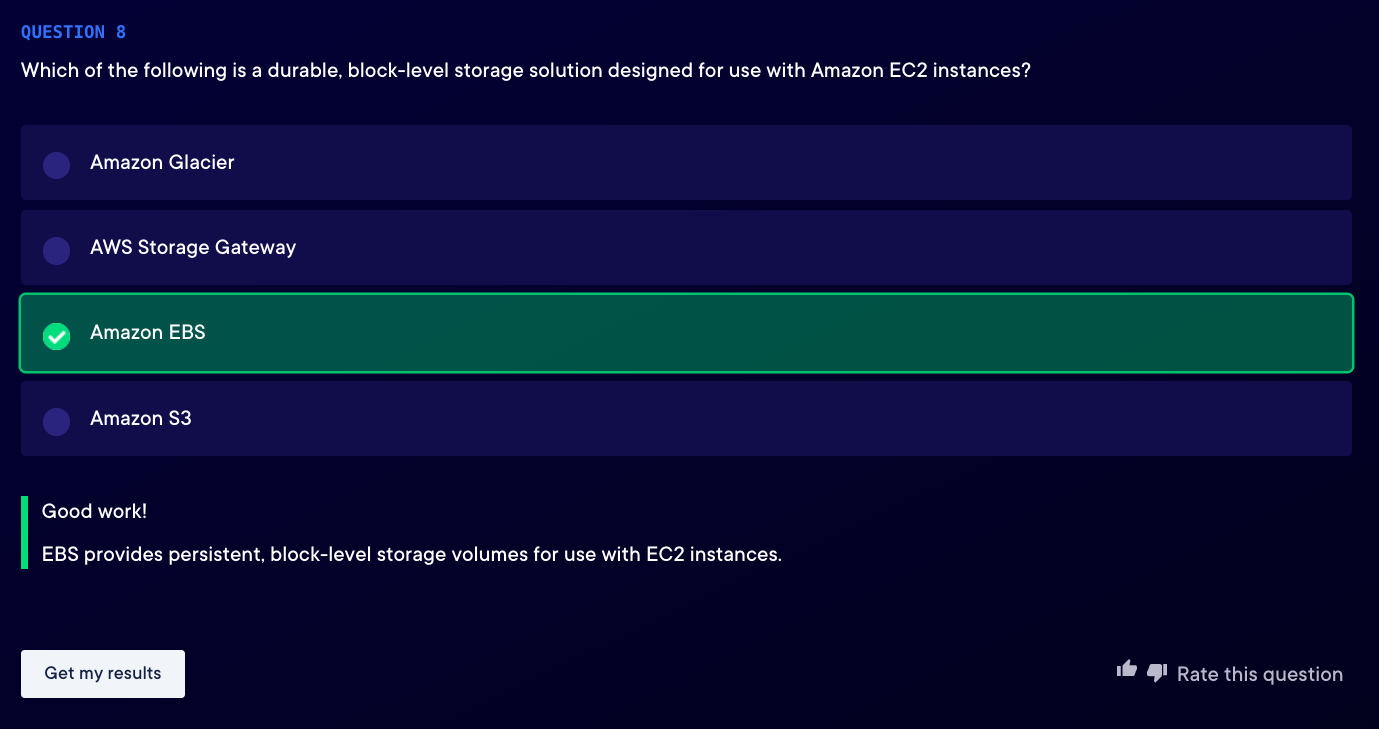 QUESTION 8
Which of the following is a durable, block-level storage solution designed for use with Amazon EC2 instances?
Amazon Glacier
AWS Storage Gateway
Amazon EBS
Amazon S3
Good work!
EBS provides persistent, block-level storage volumes for use with EC2 instances.
Get my results
Rate this question